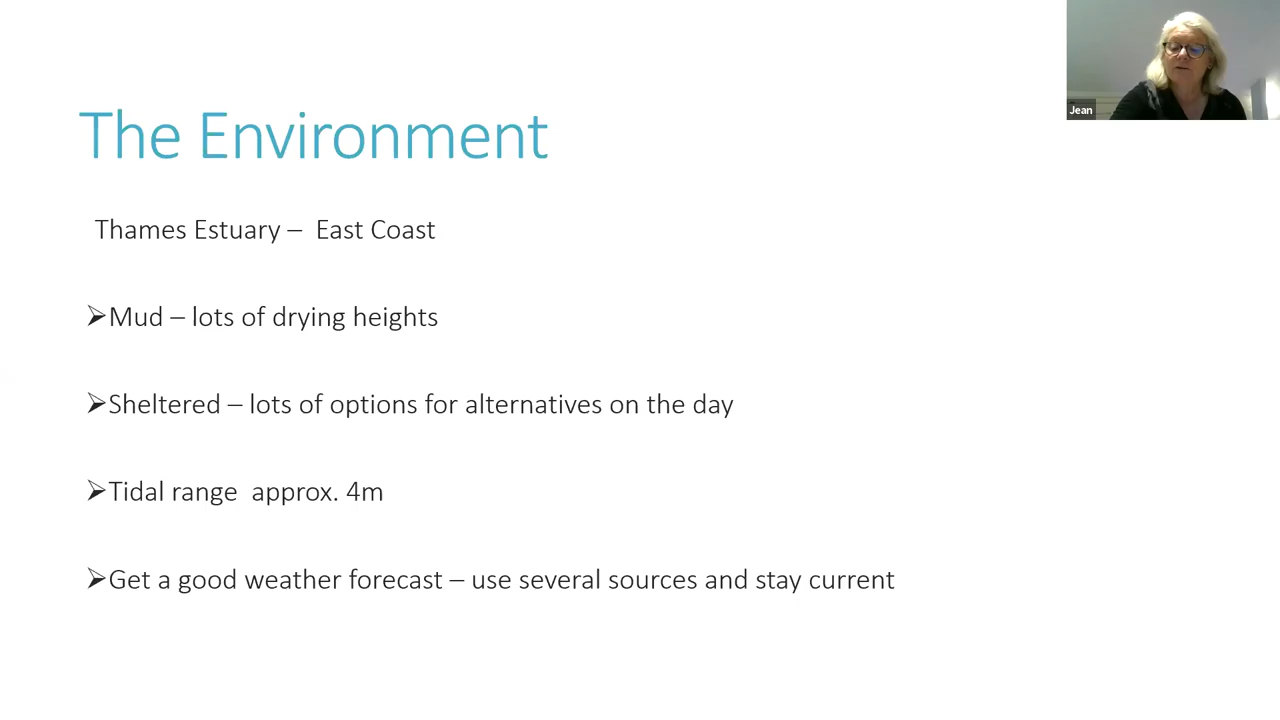 Jean
The Environment
Thames Estuary –  East Coast
➢Mud – lots of drying heights
➢Sheltered – lots of options for alternatives on the day
➢Tidal range  approx. 4m
➢Get a good weather forecast – use several sources and stay current